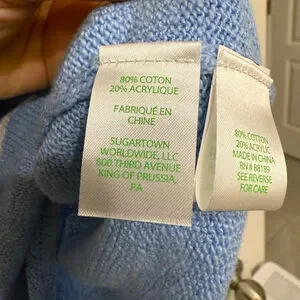 80% COTON
20% ACRYLIQUE
FABRIQUÉ EN
CHINE
SUGARTOWN
WORLDWIDE, LLC
800 THIRD AVENUE
KING OF PRUSSIA,
PA
80% COTTON
20% ACRYLIC
MADE IN CHINA
RN # 88189
SEE REVERSE
FOR CARE